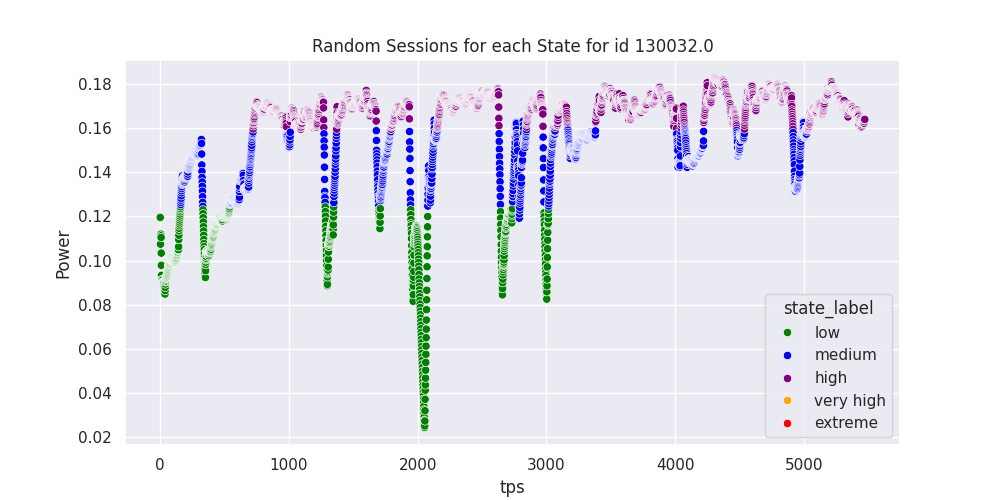 Random Sessions for each State for id 130032.0
0.18
0.16
0.14
0.12
0.10
0.08
0.06
0.04
0.02
Power
0 1000 2000 3000 4000 5000
tps
state_label
low
medium
high
very high
extreme